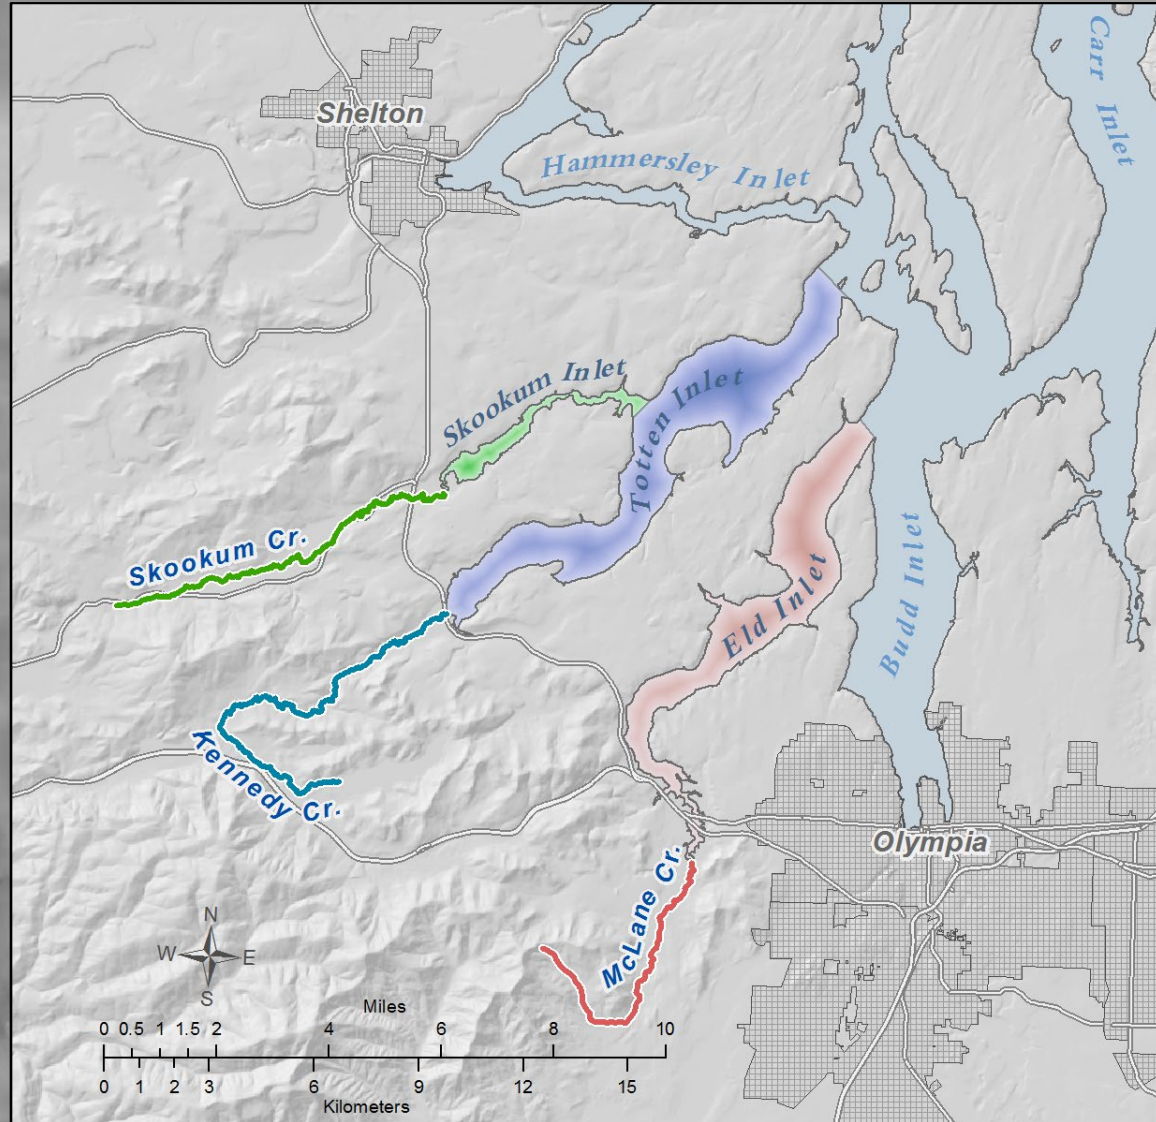 Carr Inlet
Shelton
Hammersley Inlet
Skookum Inlet
Totten Inlet
Skookum Cr.
Eld Inlet
Budd Inlet
Kennedy Cr.
Olympia
McLane Cr.
N
W E
S
Miles
0 0.5 1 1.5 2 4 6 8 10
0 1 2 3 6 9 12 15
Kilometers